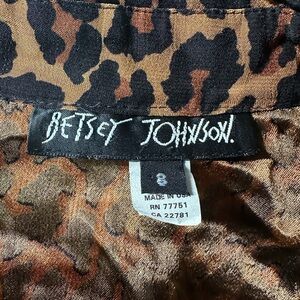 BETSEY JOHNSON.
8
MADE IN USA
RN 77751
CA 22781